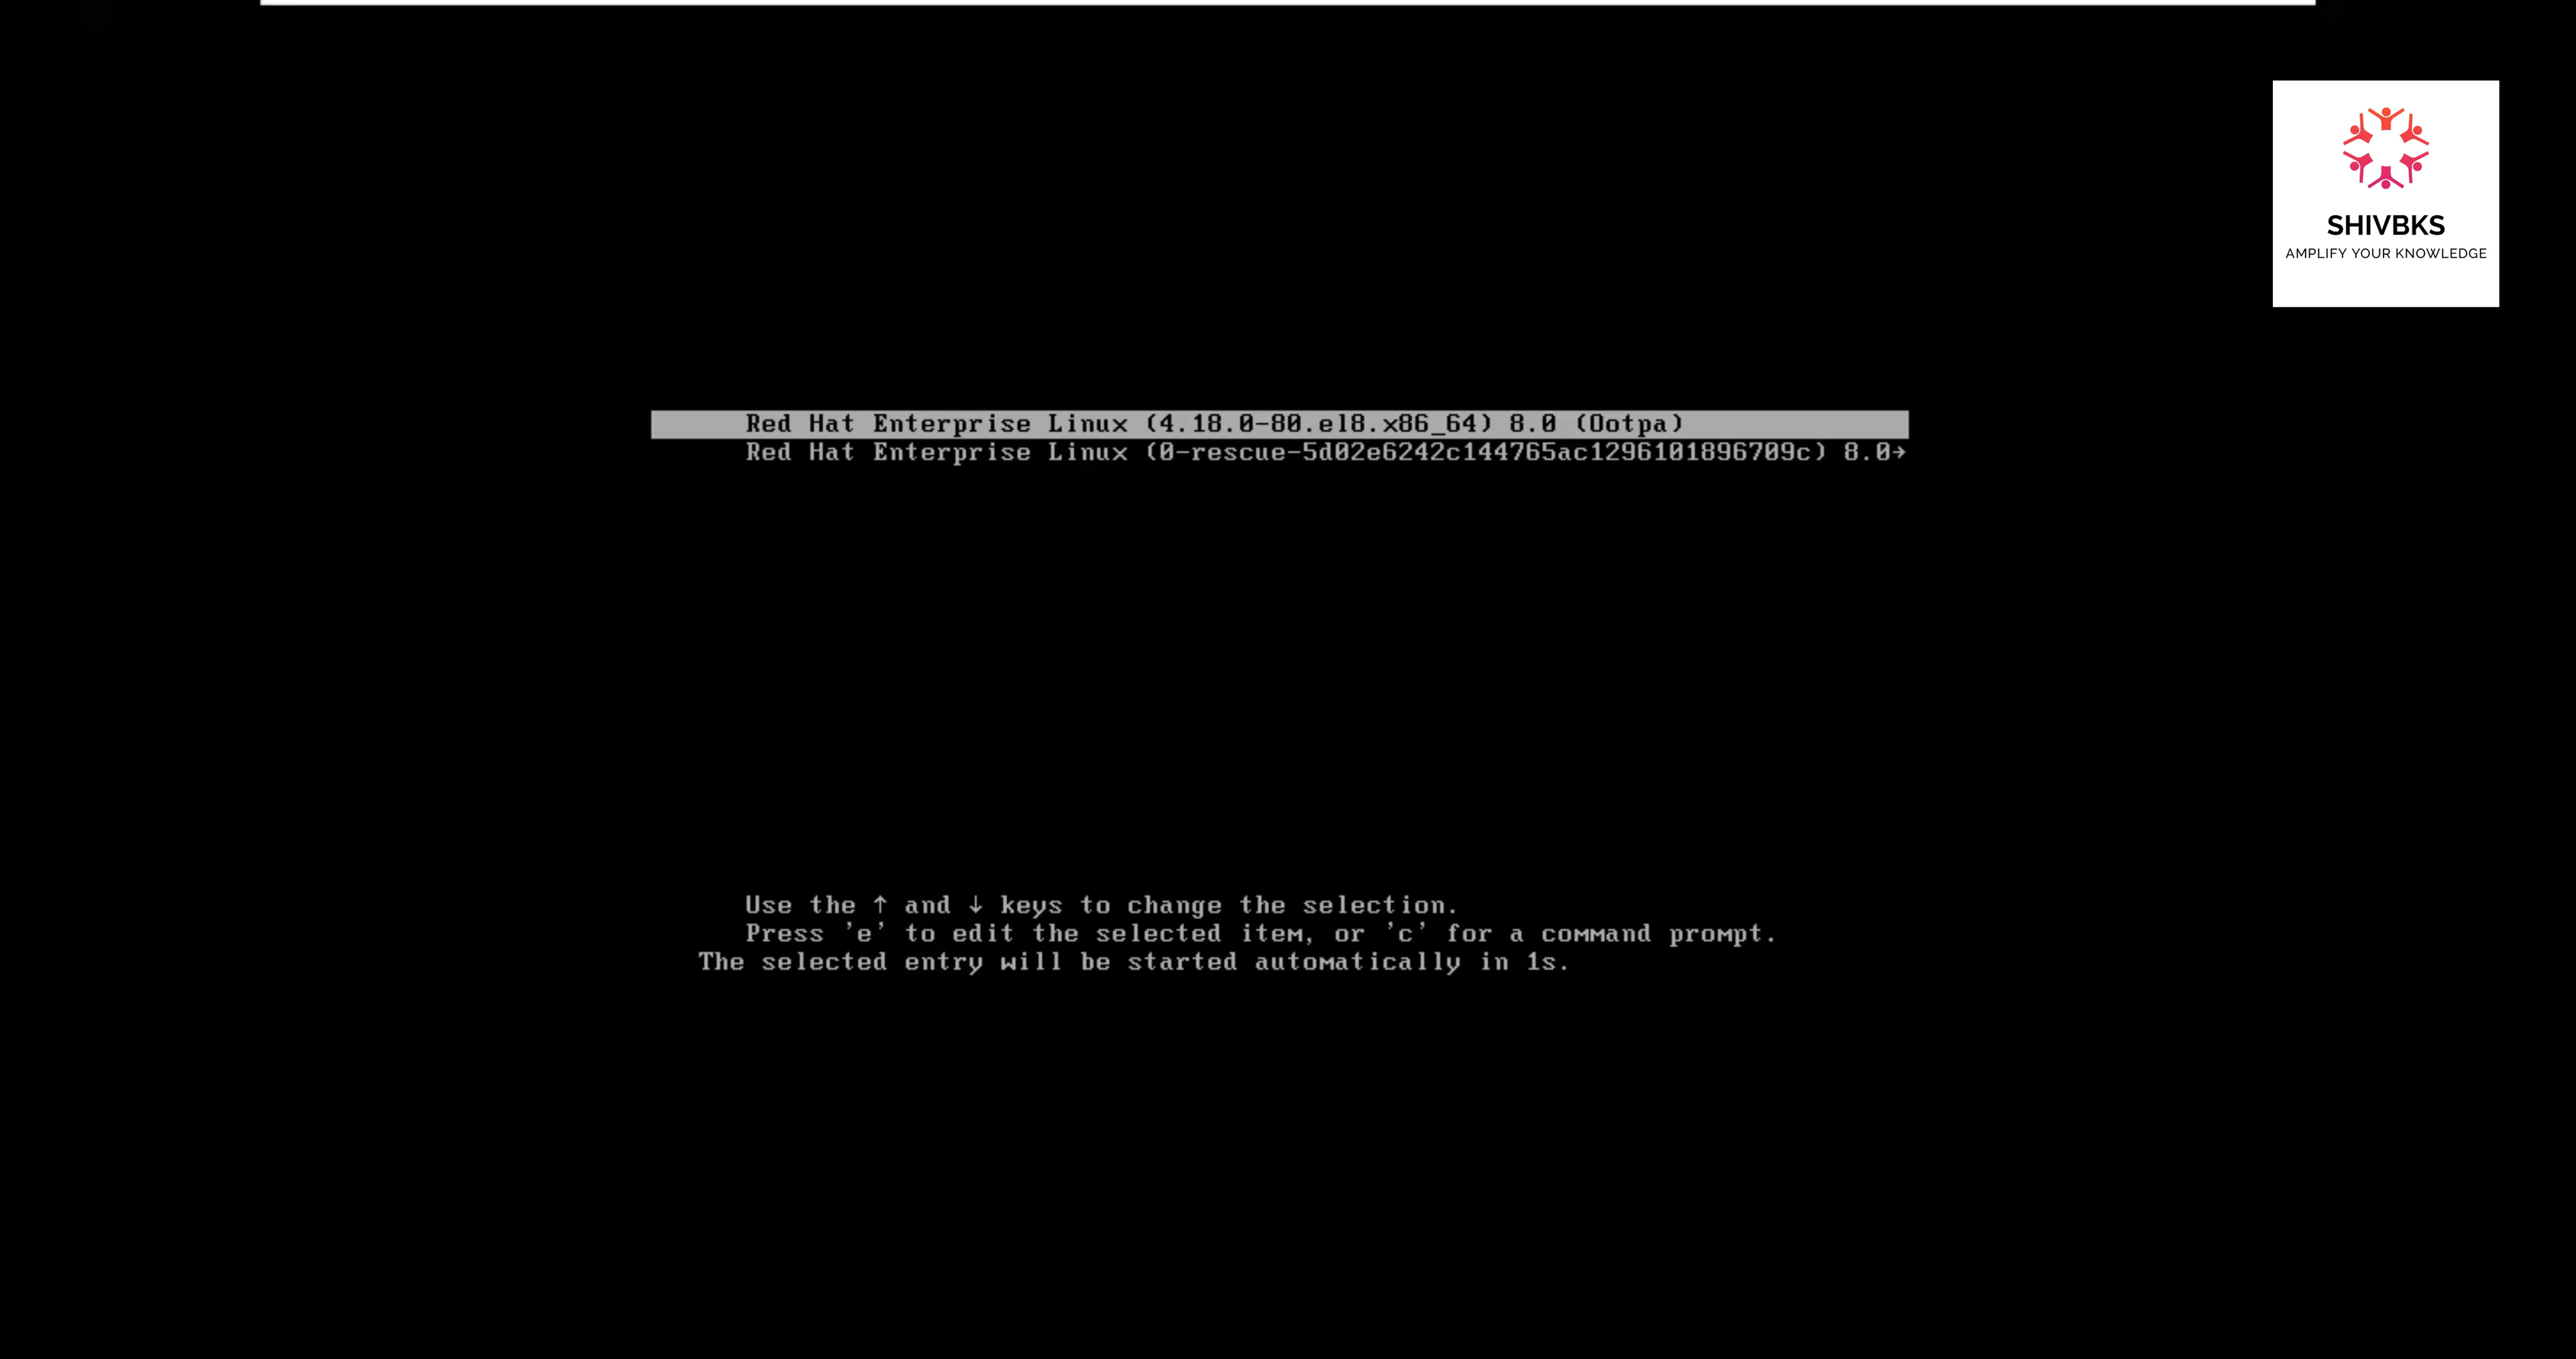 SHIVBKS
AMPLIFY YOUR KNOWLEDGE
Red Hat Enterprise Linux (4.18.0-80.el8.x86_64) 8.0 (Ootpa)
Red Hat Enterprise Linux (0-rescue-5d02e6242c144765ac1296101896709c) 8.0→
Use the ↑ and ↓ keys to change the selection.
Press 'e' to edit the selected item, or 'c' for a command prompt.
The selected entry will be started automatically in 1s.